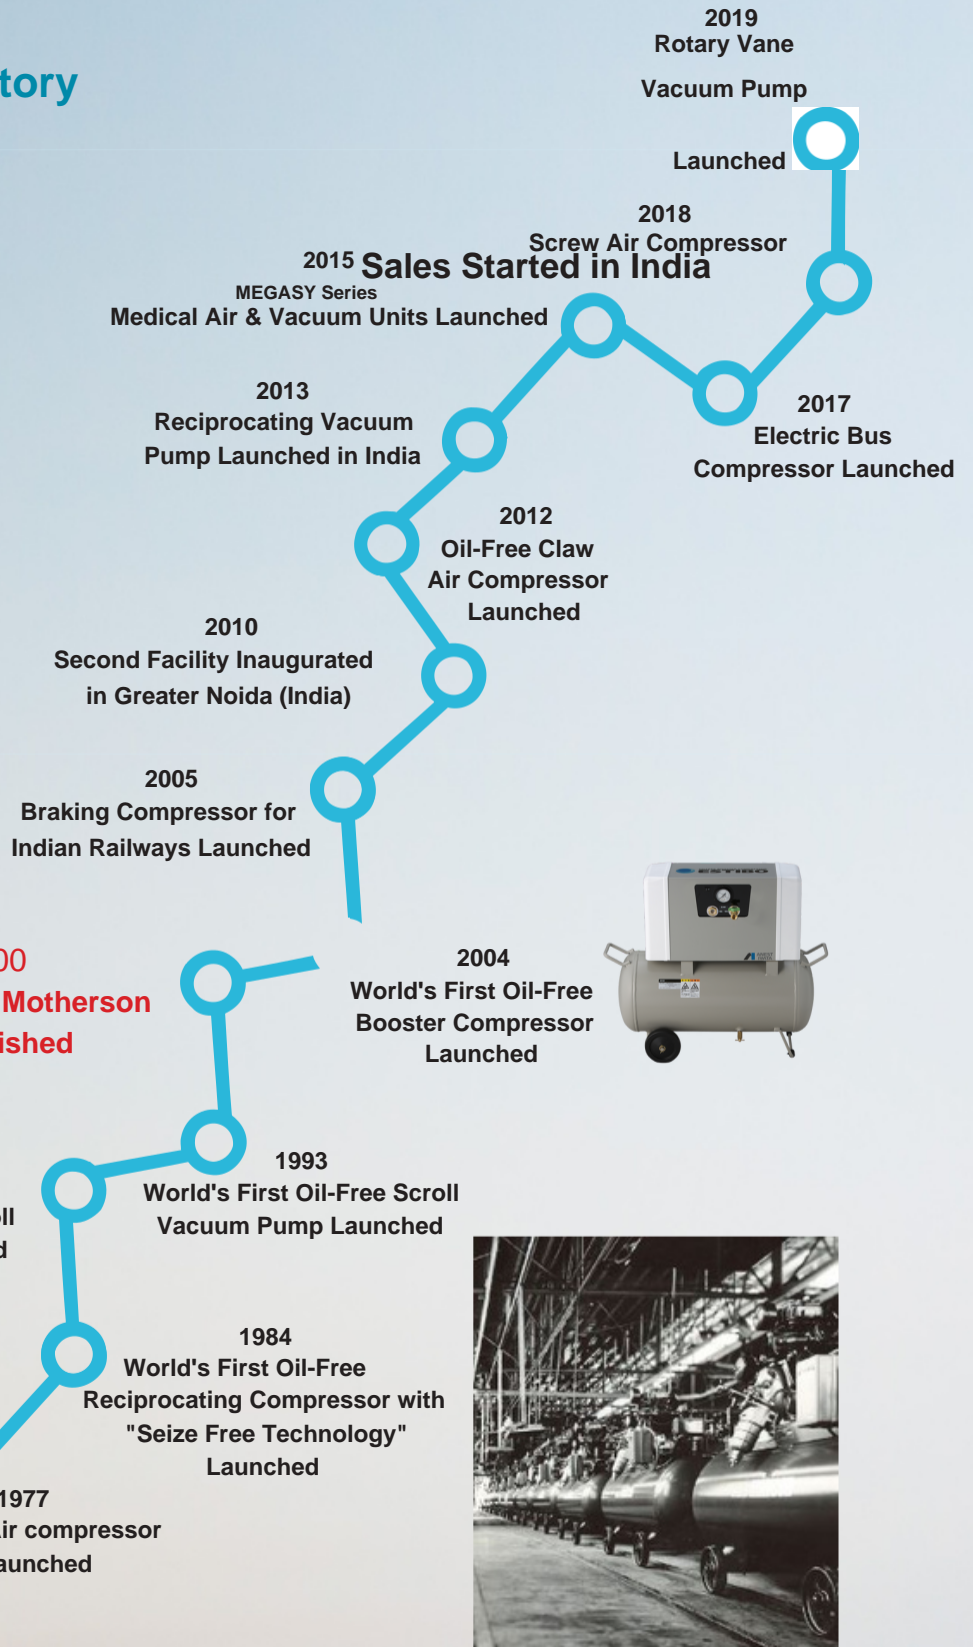 tory
2019
Rotary Vane
Vacuum Pump
Launched
2018
Screw Air Compressor
Sales Started in India
2015
MEGASY Series
Medical Air & Vacuum Units Launched
2017
Electric Bus
Compressor Launched
2013
Reciprocating Vacuum
Pump Launched in India
2012
Oil-Free Claw
Air Compressor
Launched
2010
Second Facility Inaugurated
in Greater Noida (India)
2005
Braking Compressor for
Indian Railways Launched
ESTIBO
2004
World's First Oil-Free
Booster Compressor
Launched
00
Motherson
ished
1993
World's First Oil-Free Scroll
Vacuum Pump Launched
ll
d
1984
World's First Oil-Free
Reciprocating Compressor with
"Seize Free Technology"
Launched
1977
ir compressor
aunched